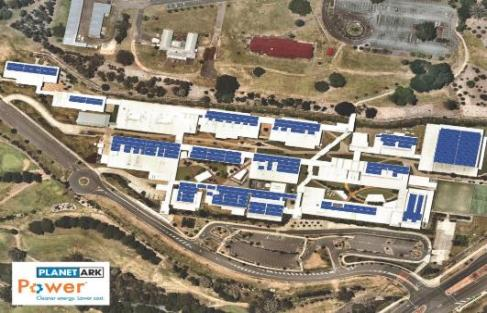 PLANET ARK
Power
Cleaner energy. Lower cost.